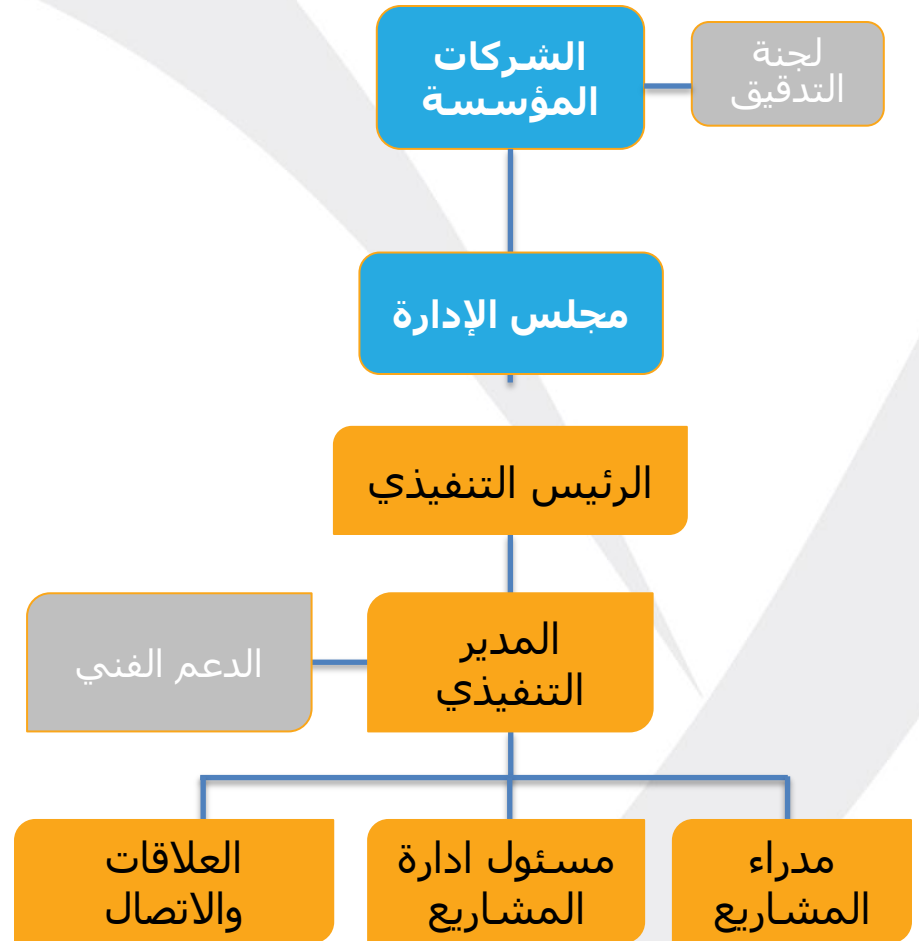 الشركات
المؤسسة
لجنة
التدقيق
مجلس الإدارة
الرئيس التنفيذي
المدير
التنفيذي
الدعم الفني
مدراء
المشاريع
مسئول ادارة
المشاريع
العلاقات
والاتصال